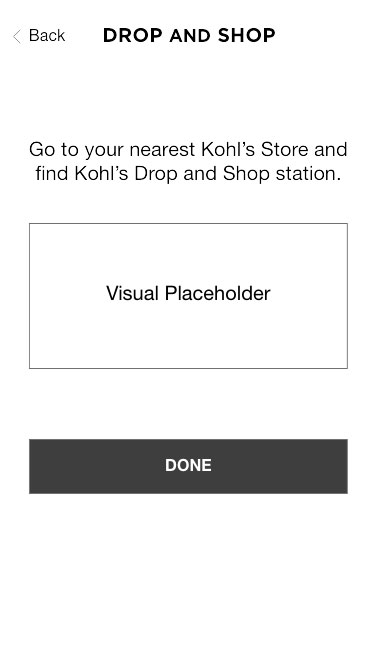 Back
DROP AND SHOP
Go to your nearest Kohl’s Store and
find Kohl’s Drop and Shop station.
Visual Placeholder
DONE